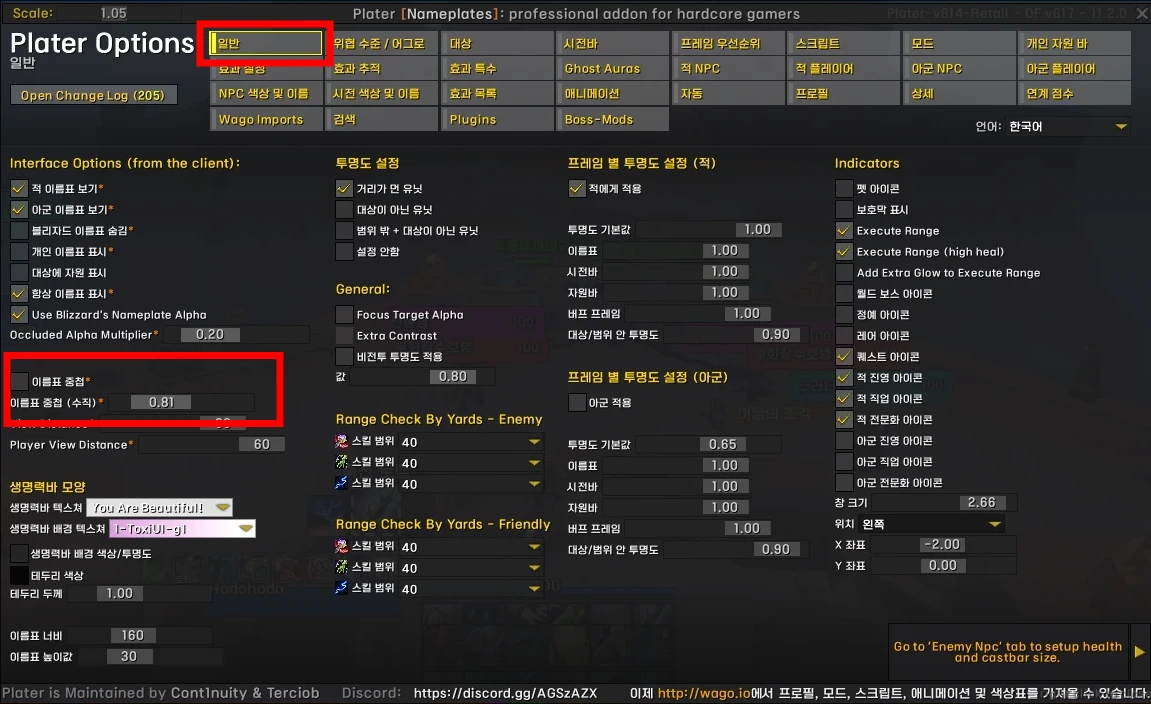 Scale: 1.05
Plater [Nameplates]: professional addon for hardcore gamers
Plater-v614-Retail - DF v617 - 11.2.0
Plater Options
일반
Open Change Log (205)
일반 위협 수준 / 어그로 대상 시전바 프레임 우선순위 스크립트 모드 개인 자원 바
효과 설정 효과 추적 효과 특수 Ghost Auras 적 NPC 적 플레이어 아군 NPC 아군 플레이어
NPC 색상 및 이름 시전 색상 및 이름 효과 목록 애니메이션 자동 프로필 상세 연계 점수
Wago Imports 검색 Plugins Boss-Mods
언어: 한국어
Interface Options (from the client):
적 이름표 보기*
아군 이름표 보기*
블리자드 이름표 숨김*
개인 이름표 표시*
대상에 자원 표시
항상 이름표 표시*
Use Blizzard's Nameplate Alpha
Occluded Alpha Multiplier* 0.20
이름표 중첩*
이름표 중첩 (수직)* 0.81
View Distance*
Player View Distance* 60
생명력바 모양
생명력바 텍스쳐 You Are Beautiful!
생명력바 배경 텍스쳐 1-ToxiUI-g1
생명력바 배경 색상/투명도
테두리 색상
테두리 두께 1.00
이름표 너비 160
이름표 높이값 30
투명도 설정
거리가 먼 유닛
대상이 아닌 유닛
범위 밖 + 대상이 아닌 유닛
설정 안함
General:
Focus Target Alpha
Extra Contrast
비전투 투명도 적용
값 0.80
Range Check By Yards - Enemy
스킬 범위 40
스킬 범위 40
스킬 범위 40
Range Check By Yards - Friendly
스킬 범위 40
스킬 범위 40
스킬 범위 40
프레임 별 투명도 설정 (적)
적에게 적용
투명도 기본값 1.00
이름표 1.00
시전바 1.00
자원바 1.00
버프 프레임 1.00
대상/범위 안 투명도 0.90
프레임 별 투명도 설정 (아군)
아군 적용
투명도 기본값 0.65
이름표 1.00
시전바 1.00
자원바 1.00
버프 프레임 1.00
대상/범위 안 투명도 0.90
Indicators
펫 아이콘
보호막 표시
Execute Range
Execute Range (high heal)
Add Extra Glow to Execute Range
월드 보스 아이콘
정예 아이콘
레어 아이콘
퀘스트 아이콘
적 진영 아이콘
적 직업 아이콘
적 전문화 아이콘
아군 진영 아이콘
아군 직업 아이콘
아군 전문화 아이콘
창 크기 2.66
위치 왼쪽
X 좌표 -2.00
Y 좌표 0.00
Go to 'Enemy Npc' tab to setup health
and castbar size.
Plater is Maintained by Cont1nuity & Terciob Discord: https://discord.gg/AGSzAZX 이제 http://wago.io에서 프로필, 모드, 스크립트, 애니메이션 및 색상표를 가져올 수 있습니다.